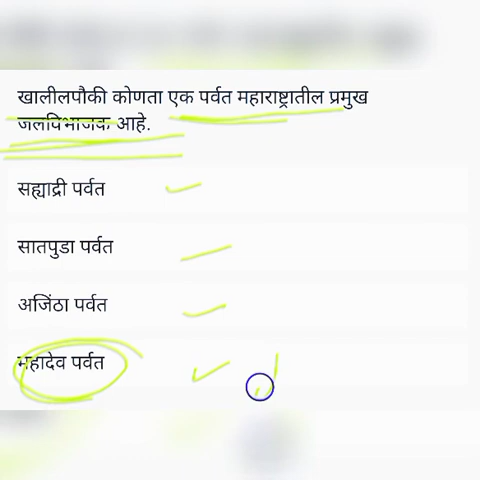 खालीलपौकी कोणता एक पर्वत महाराष्ट्रातील प्रमुख
जलविभाजक आहे.
सह्याद्री पर्वत
सातपुडा पर्वत
अजिंठा पर्वत
महादेव पर्वत